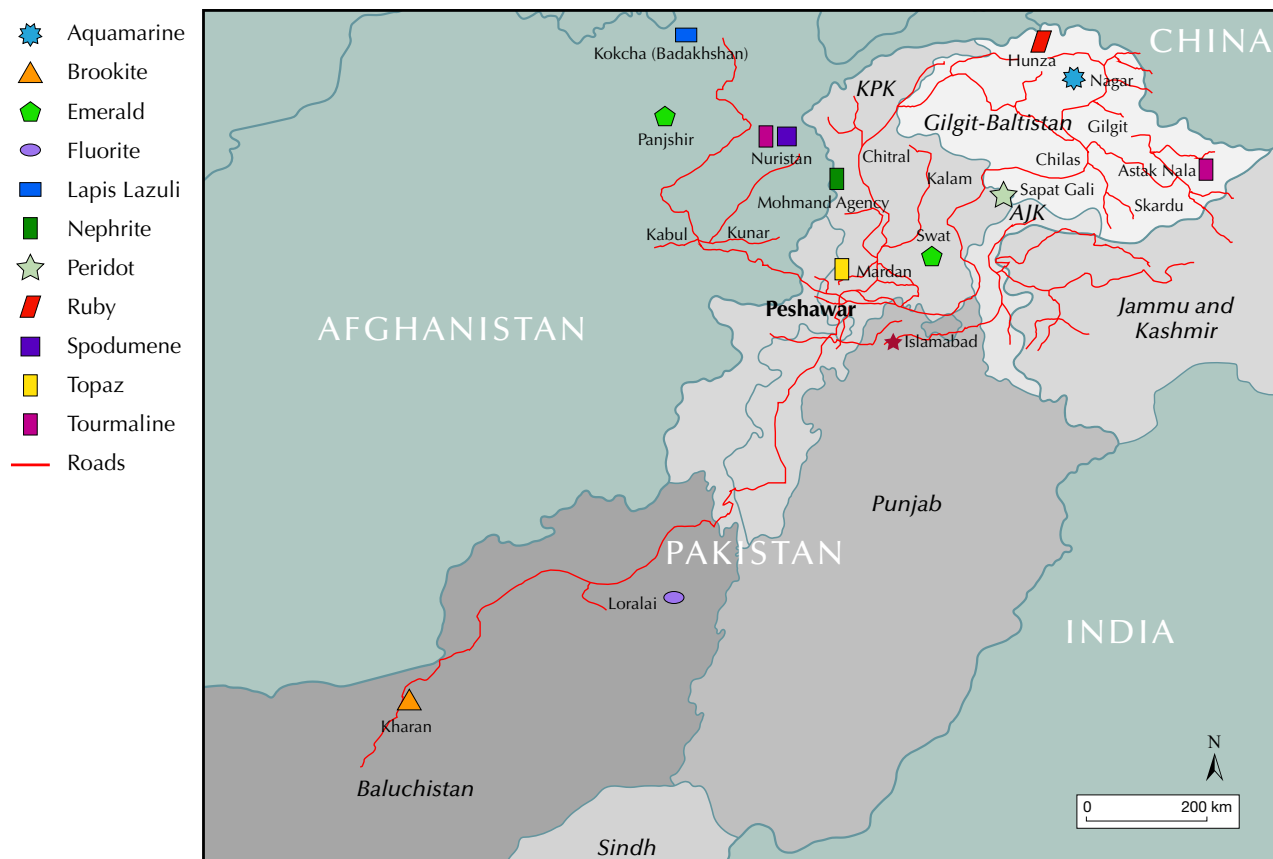 Aquamarine
Brookite
Emerald
Fluorite
Lapis Lazuli
Nephrite
Peridot
Ruby
Spodumene
Topaz
Tourmaline
Roads
CHINA
Kokcha (Badakhshan)
Hunza
Nagar
KPK
Gilgit-Baltistan
Panjshir
Gilgit
Nuristan
Chitral
Chilas
Astak Nala
Kalam
Sapat Gali
Mohmand Agency
AJK
Skardu
Kabul
Kunar
Swat
Mardan
Peshawar
Jammu and
Kashmir
AFGHANISTAN
Islamabad
Punjab
PAKISTAN
Loralai
INDIA
Kharan
Baluchistan
N
0
200 km
Sindh